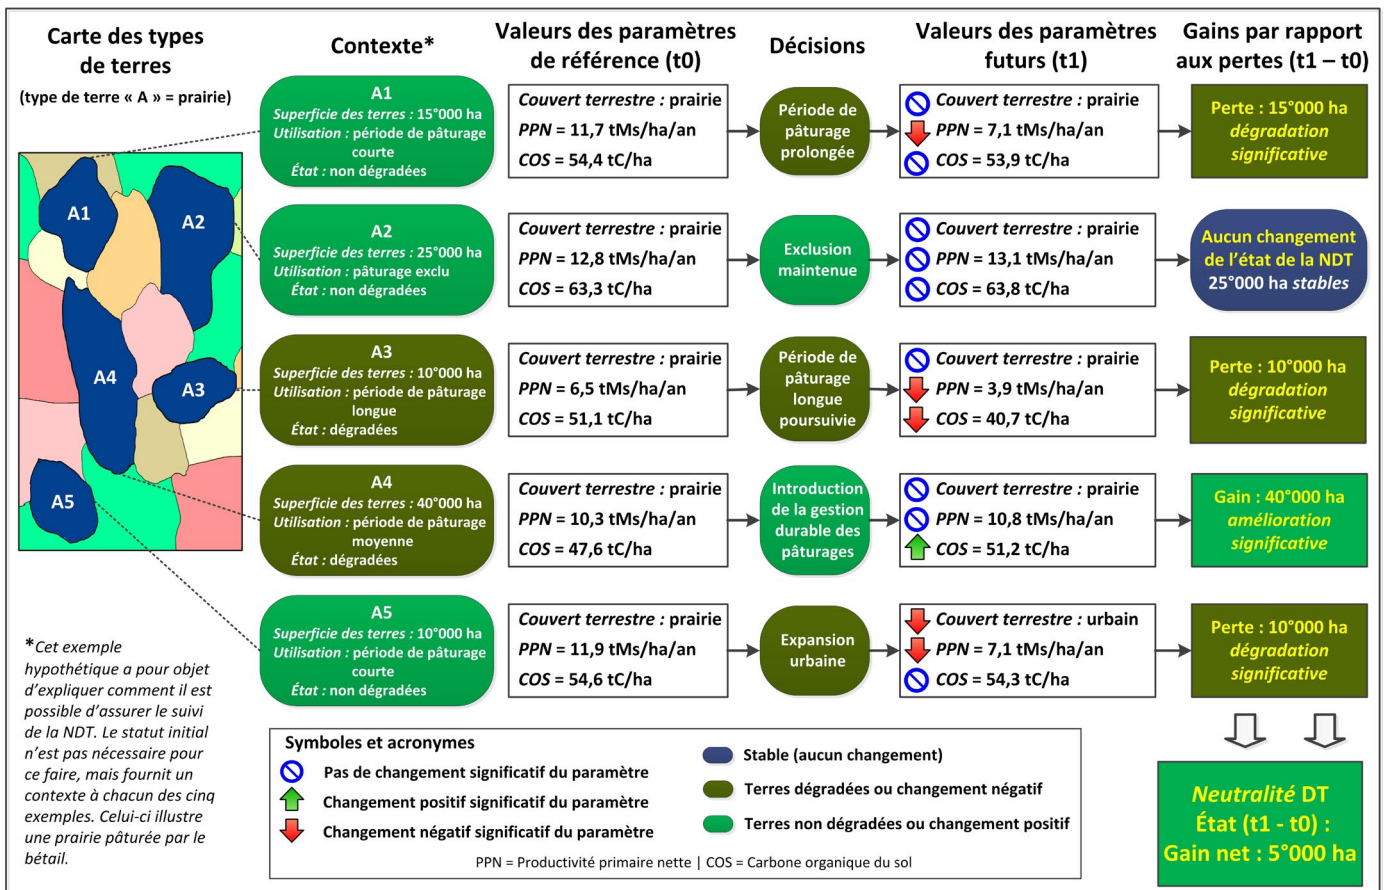 Carte des types
de terres
(type de terre « A » = prairie)
Contexte*
Valeurs des paramètres
de référence (t0)
Décisions
Valeurs des paramètres
futurs (t1)
Gains par rapport
aux pertes (t1 – t0)
A1
A2
A3
A4
A5
A1
Superficie des terres : 15°000 ha
Utilisation : période de pâturage
courte
État : non dégradées
Couvert terrestre : prairie
PPN = 11,7 tMs/ha/an
COS = 54,4 tC/ha
Période de
pâturage
prolongée
Couvert terrestre : prairie
PPN = 7,1 tMs/ha/an
COS = 53,9 tC/ha
Perte : 15°000 ha
dégradation
significative
A2
Superficie des terres : 25°000 ha
Utilisation : pâturage exclu
État : non dégradées
Couvert terrestre : prairie
PPN = 12,8 tMs/ha/an
COS = 63,3 tC/ha
Exclusion
maintenue
Couvert terrestre : prairie
PPN = 13,1 tMs/ha/an
COS = 63,8 tC/ha
Aucun changement
de l'état de la NDT
25°000 ha stables
A3
Superficie des terres : 10°000 ha
Utilisation : période de pâturage
longue
État : dégradées
Couvert terrestre : prairie
PPN = 6,5 tMs/ha/an
COS = 51,1 tC/ha
Période de
pâturage
longue
poursuivie
Couvert terrestre : prairie
PPN = 3,9 tMs/ha/an
COS = 40,7 tC/ha
Perte : 10°000 ha
dégradation
significative
A4
Superficie des terres : 40°000 ha
Utilisation : période de pâturage
moyenne
État : dégradées
Couvert terrestre : prairie
PPN = 10,3 tMs/ha/an
COS = 47,6 tC/ha
Introduction
de la gestion
durable des
pâturages
Couvert terrestre : prairie
PPN = 10,8 tMs/ha/an
COS = 51,2 tC/ha
Gain : 40°000 ha
amélioration
significative
A5
Superficie des terres : 10°000 ha
Utilisation : période de pâturage
courte
État : non dégradées
Couvert terrestre : prairie
PPN = 11,9 tMs/ha/an
COS = 54,6 tC/ha
Expansion
urbaine
Couvert terrestre : urbain
PPN = 7,1 tMs/ha/an
COS = 54,3 tC/ha
Perte : 10°000 ha
dégradation
significative
*Cet exemple
hypothétique a pour objet
d'expliquer comment il est
possible d'assurer le suivi
de la NDT. Le statut initial
n'est pas nécessaire pour
ce faire, mais fournit un
contexte à chacun des cinq
exemples. Celui-ci illustre
une prairie pâturée par le
bétail.
Symboles et acronymes
Pas de changement significatif du paramètre
Changement positif significatif du paramètre
Changement négatif significatif du paramètre
Stable (aucun changement)
Terres dégradées ou changement négatif
Terres non dégradées ou changement positif
PPN = Productivité primaire nette | COS = Carbone organique du sol
Neutralité DT
État (t1 - t0) :
Gain net : 5°000 ha